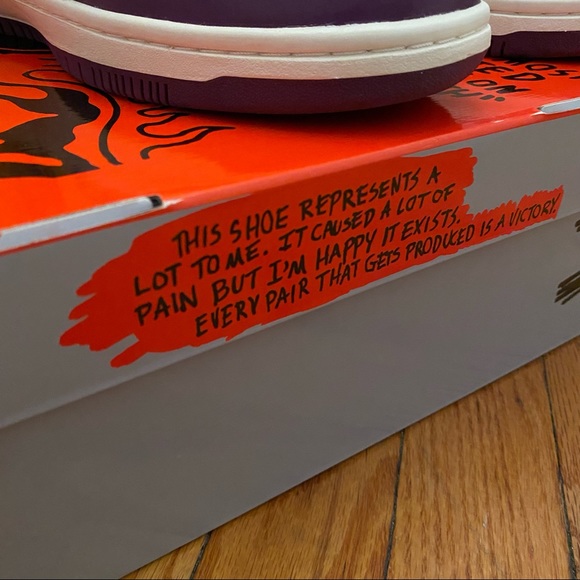 THIS SHOE REPRESENTS A
LOT TO ME. IT CAUSED A LOT OF
PAIN BUT I'M HAPPY IT EXISTS.
EVERY PAIR THAT GETS PRODUCED IS A VICTORY.